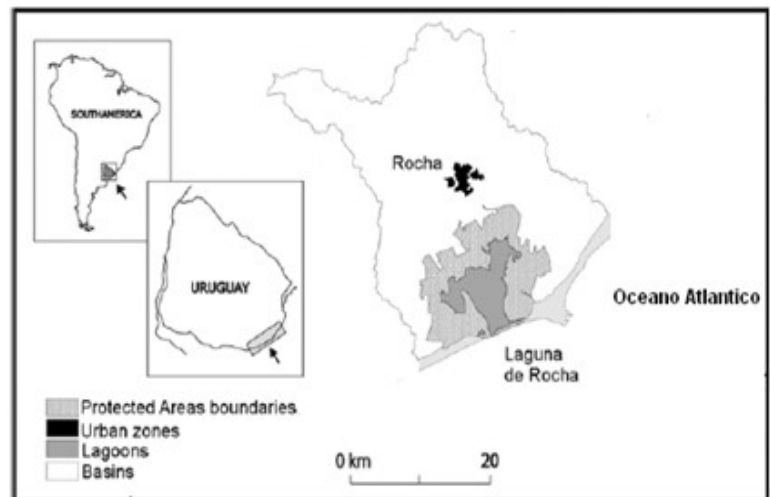 SOUTHAMERICA
URUGUAY
Rocha
Oceano Atlantico
Laguna
de Rocha
Protected Areas boundaries
Urban zones
Lagoons
Basins
0 km 20